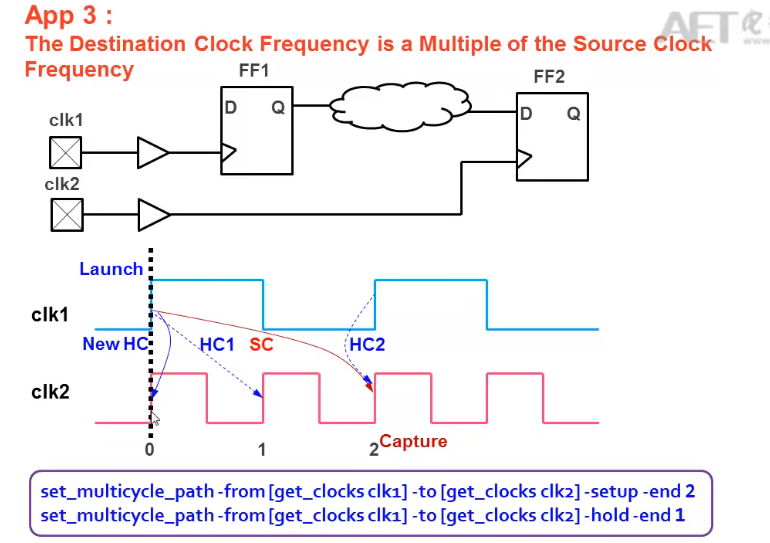 App 3 :
The Destination Clock Frequency is a Multiple of the Source Clock
Frequency
FF1
FF2
clk1
D Q
D Q
clk2
Launch
clk1
New HC
HC1
SC
HC2
clk2
0
1
2
Capture
set_multicycle_path -from [get_clocks clk1] -to [get_clocks clk2] -setup -end 2
set_multicycle_path -from [get_clocks clk1] -to [get_clocks clk2] -hold -end 1